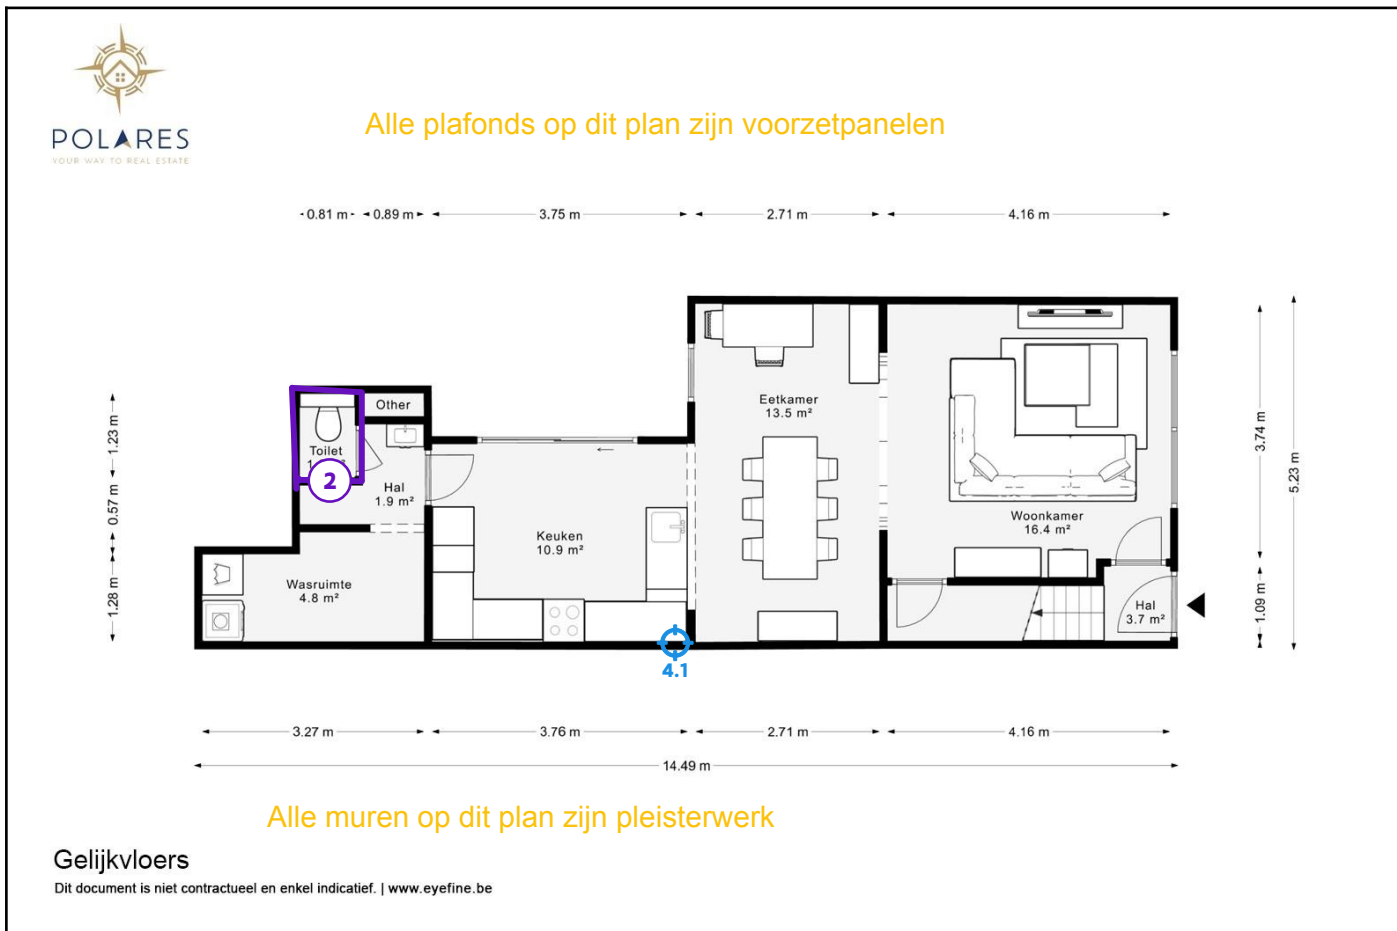 POLARES
YOUR WAY TO REAL ESTATE
Alle plafonds op dit plan zijn voorzetpanelen
0.81 m
0.89 m
3.75 m
2.71 m
4.16 m
1.23 m
0.57 m
1.28 m
Other
Toilet
2
Hal
1.9 m²
Wasruimte
4.8 m²
Keuken
10.9 m²
Eetkamer
13.5 m²
Woonkamer
16.4 m²
Hal
3.7 m²
3.74 m
5.23 m
1.09 m
4.1
3.27 m
3.76 m
2.71 m
4.16 m
14.49 m
Alle muren op dit plan zijn pleisterwerk
Gelijkvloers
Dit document is niet contractueel en enkel indicatief. | www.eyefine.be